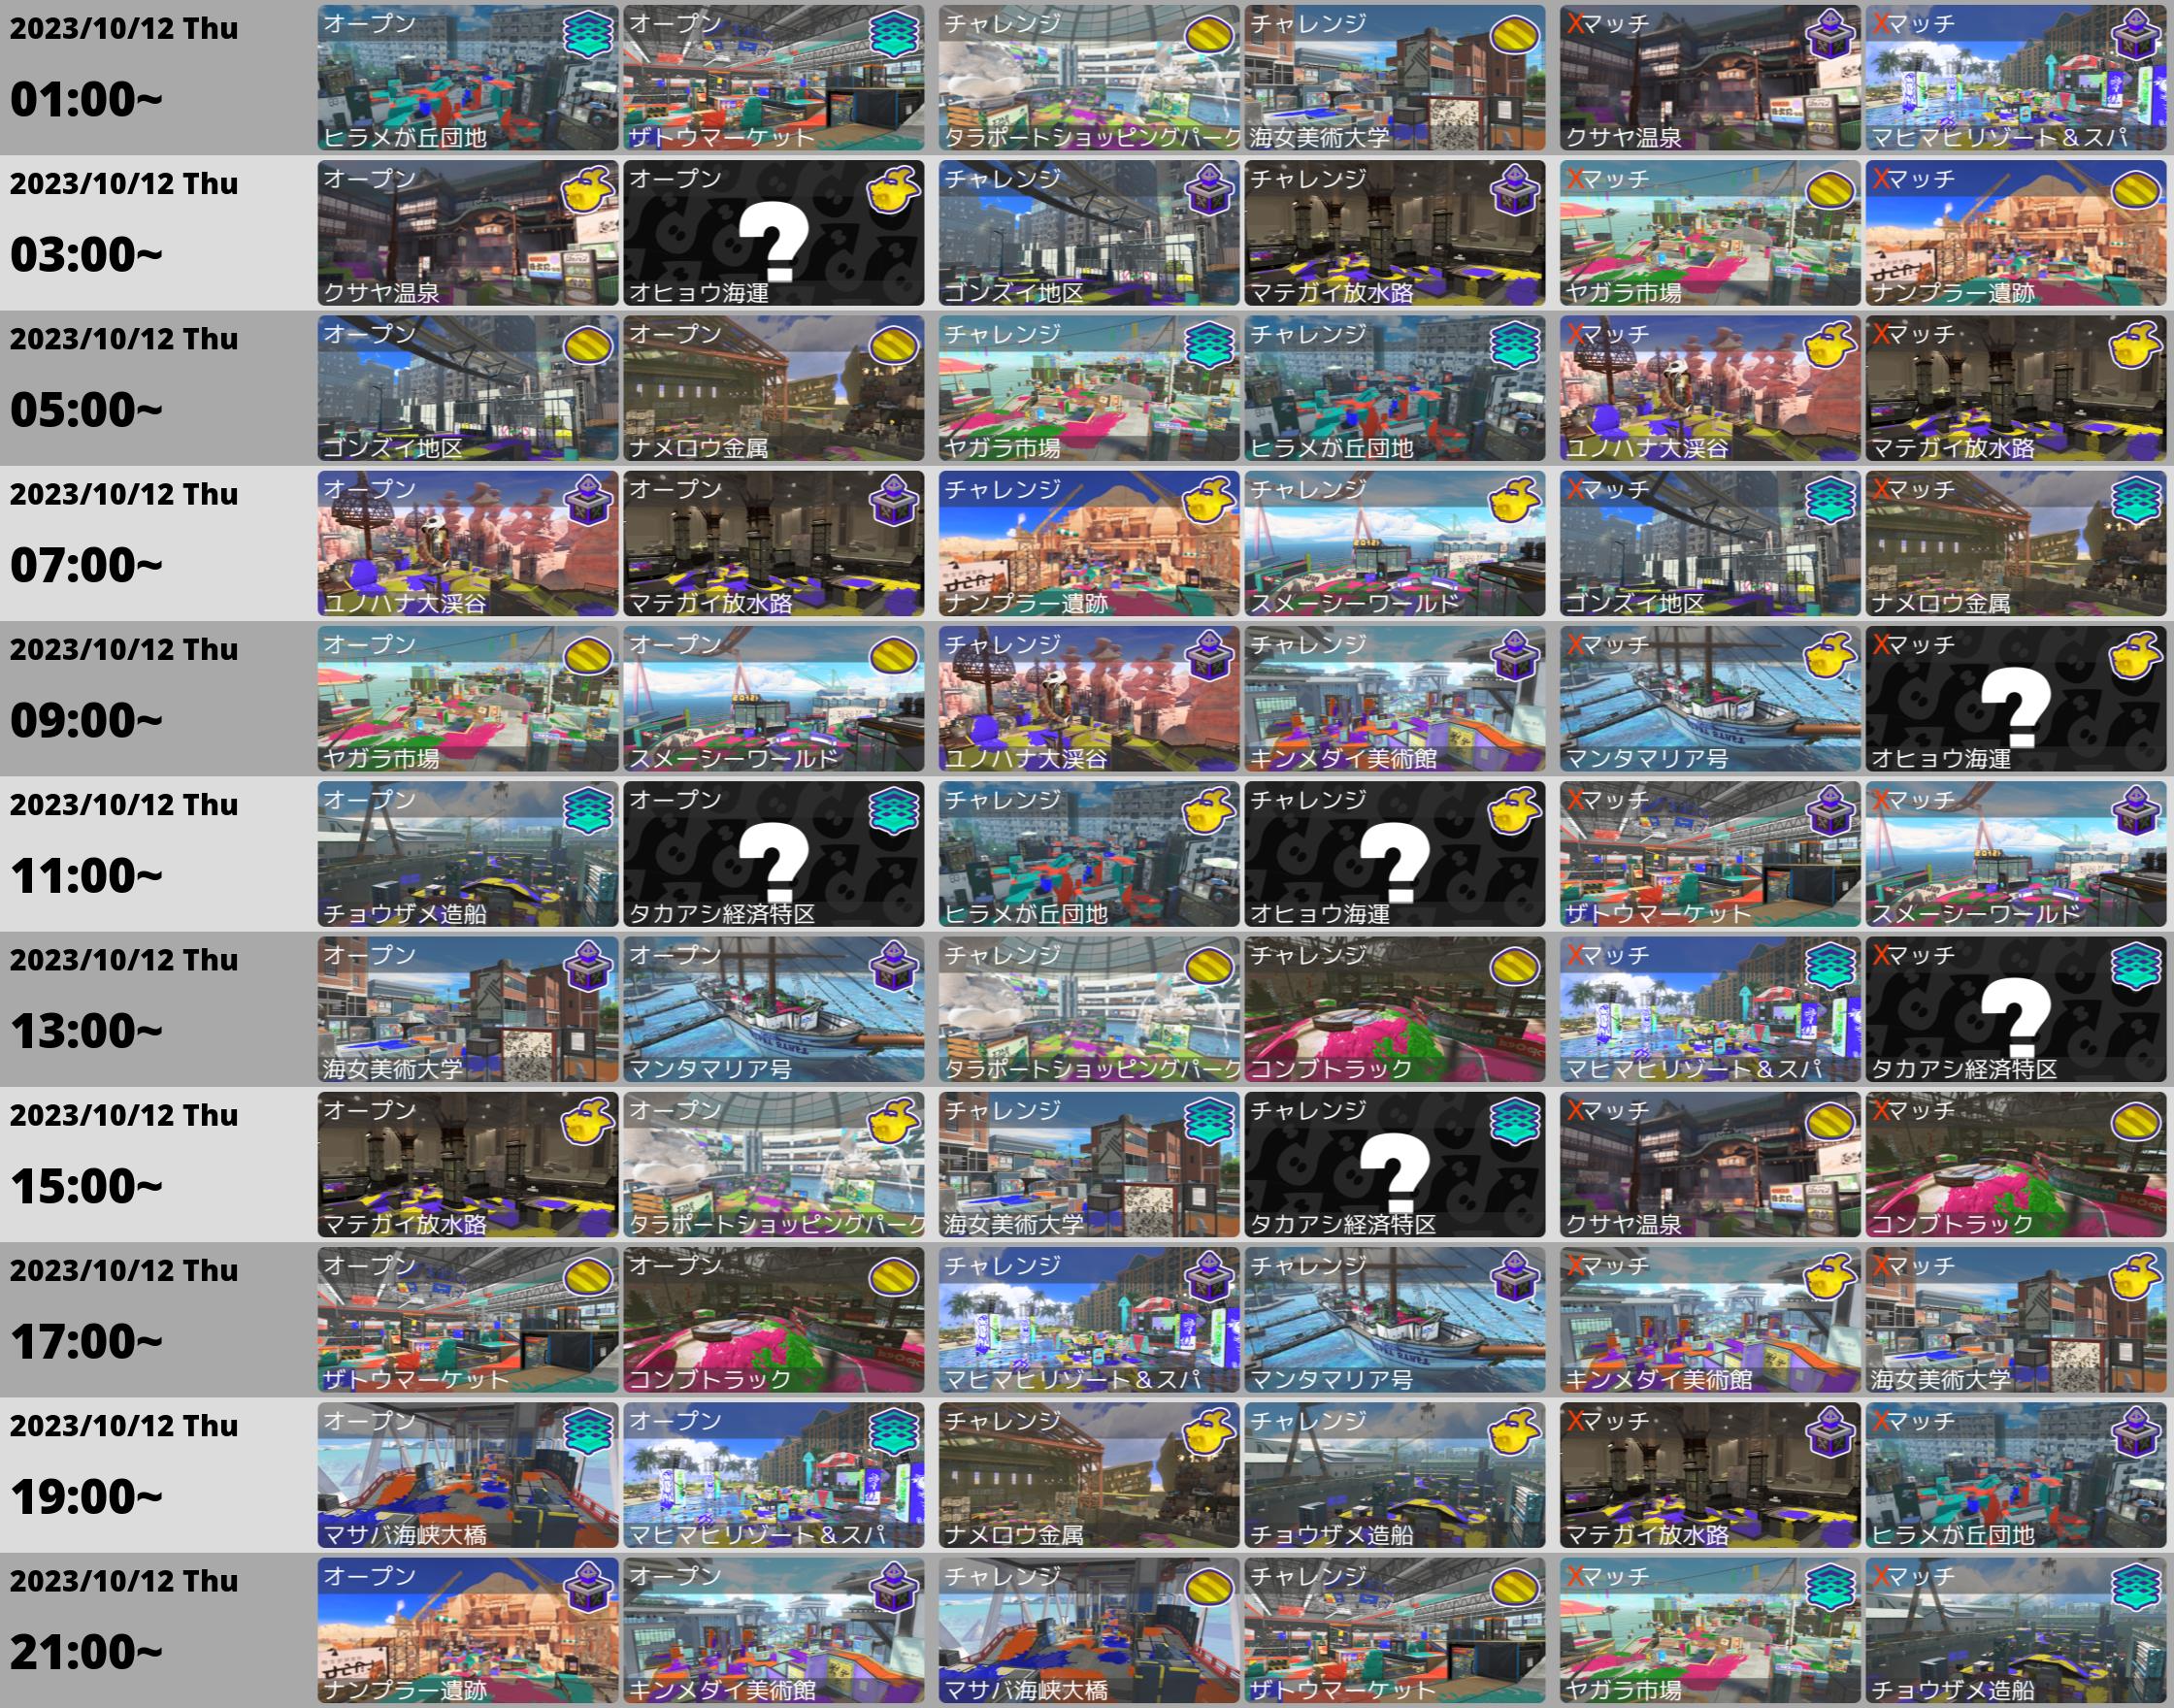 2023/10/12 Thu
01:00~
オープン
ヒラメが丘団地
オープン
ザトウマーケット
チャレンジ
タラポートショッピングパーク
チャレンジ
海女美術大学
Xマッチ
クサヤ温泉
Xマッチ
マヒマヒリゾート＆スパ
2023/10/12 Thu
03:00~
オープン
クサヤ温泉
オープン
?
オヒョウ海運
チャレンジ
ゴンズイ地区
チャレンジ
マテガイ放水路
Xマッチ
ヤガラ市場
Xマッチ
ナンプラー遺跡
2023/10/12 Thu
05:00~
オープン
ゴンズイ地区
オープン
ナメロウ金属
チャレンジ
ヤガラ市場
チャレンジ
ヒラメが丘団地
Xマッチ
ユノハナ大渓谷
Xマッチ
マテガイ放水路
2023/10/12 Thu
07:00~
オープン
ユノハナ大渓谷
オープン
マテガイ放水路
チャレンジ
ナンプラー遺跡
チャレンジ
スメーシーワールド
Xマッチ
ゴンズイ地区
Xマッチ
ナメロウ金属
2023/10/12 Thu
09:00~
オープン
ヤガラ市場
オープン
スメーシーワールド
チャレンジ
ユノハナ大渓谷
チャレンジ
キンメダイ美術館
Xマッチ
マンタマリア号
Xマッチ
?
オヒョウ海運
2023/10/12 Thu
11:00~
オープン
チョウザメ造船
オープン
?
タカアシ経済特区
チャレンジ
ヒラメが丘団地
チャレンジ
?
オヒョウ海運
Xマッチ
ザトウマーケット
Xマッチ
スメーシーワールド
2023/10/12 Thu
13:00~
オープン
海女美術大学
オープン
マンタマリア号
チャレンジ
タラポートショッピングパーク
チャレンジ
コンブトラック
Xマッチ
マヒマヒリゾート＆スパ
Xマッチ
?
タカアシ経済特区
2023/10/12 Thu
15:00~
オープン
マテガイ放水路
オープン
タラポートショッピングパーク
チャレンジ
海女美術大学
チャレンジ
?
タカアシ経済特区
Xマッチ
クサヤ温泉
Xマッチ
コンブトラック
2023/10/12 Thu
17:00~
オープン
ザトウマーケット
オープン
コンブトラック
チャレンジ
マヒマヒリゾート＆スパ
チャレンジ
マンタマリア号
Xマッチ
キンメダイ美術館
Xマッチ
海女美術大学
2023/10/12 Thu
19:00~
オープン
マサバ海峡大橋
オープン
マヒマヒリゾート＆スパ
チャレンジ
ナメロウ金属
チャレンジ
チョウザメ造船
Xマッチ
マテガイ放水路
Xマッチ
ヒラメが丘団地
2023/10/12 Thu
21:00~
オープン
ナンプラー遺跡
オープン
キンメダイ美術館
チャレンジ
マサバ海峡大橋
チャレンジ
ザトウマーケット
Xマッチ
ヤガラ市場
Xマッチ
チョウザメ造船